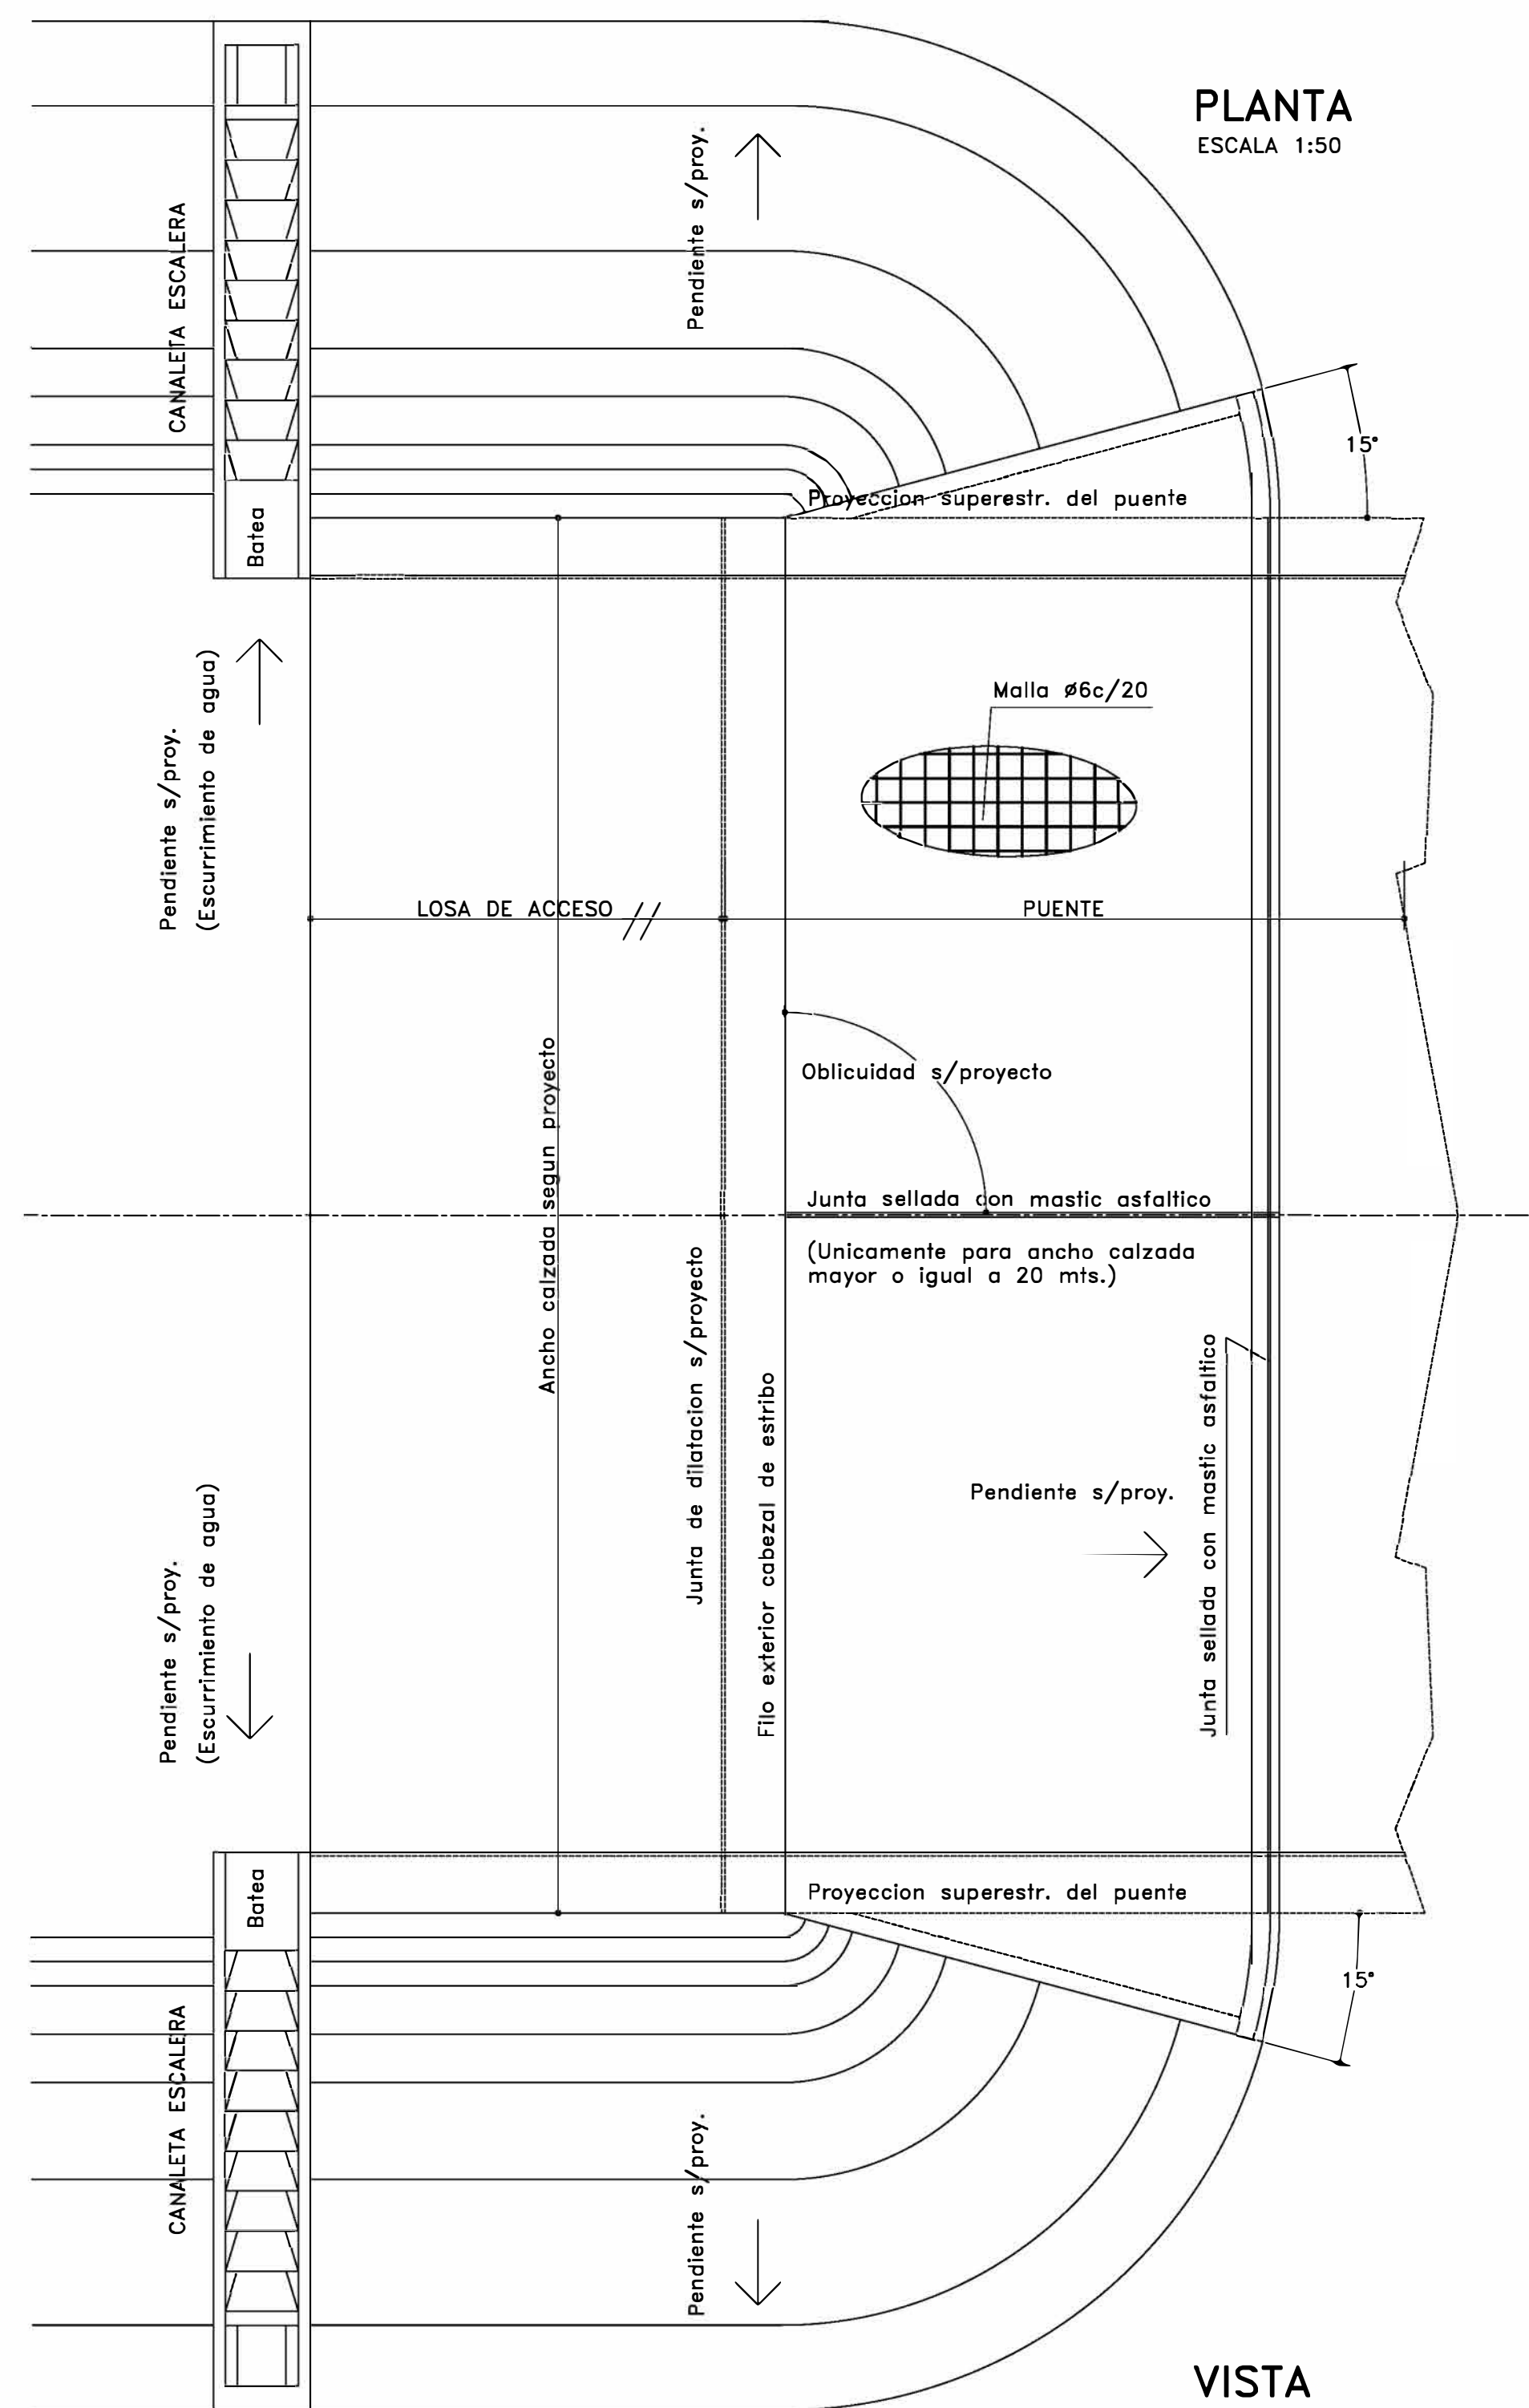 PLANTA
ESCALA 1:50
Pendiente s/proy.
CANALETA ESCALERA
15°
Proyeccion superestr. del puente
Batea
Pendiente s/proy.
(Escurrimiento de agua)
Malla ø6c/20
LOSA DE ACCESO
PUENTE
Oblicuidad s/proyecto
Ancho calzada segun proyecto
Junta sellada con mastic asfaltico
(Unicamente para ancho calzada
mayor o igual a 20 mts.)
Junta de dilatacion s/proyecto
Filo exterior cabezal de estribo
Junta sellada con mastic asfaltico
Pendiente s/proy.
Pendiente s/proy.
(Escurrimiento de agua)
Batea
Proyeccion superestr. del puente
15°
CANALETA ESCALERA
Pendiente s/proy.
VISTA